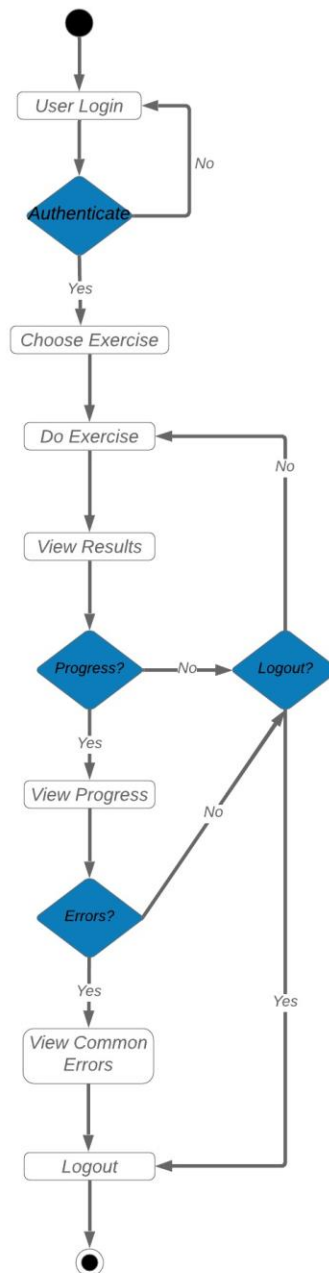 User Login
No
Authenticate
Yes
Choose Exercise
Do Exercise
No
View Results
Progress?
No
Logout?
Yes
View Progress
No
Errors?
Yes
Yes
View Common
Errors
Logout